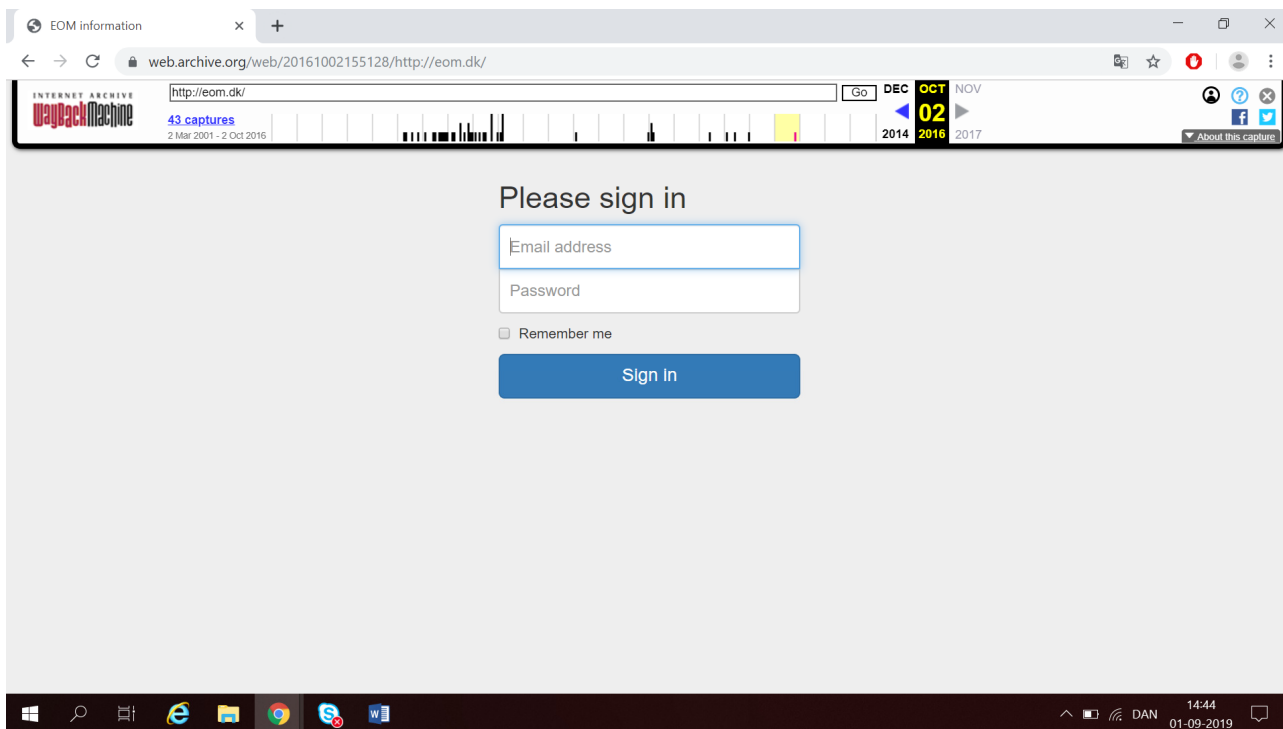 EOM information
web.archive.org/web/20161002155128/http://eom.dk/
INTERNET ARCHIVE
WayBackMachine
http://eom.dk/
Go
DEC OCT NOV
43 captures
02
2 Mar 2001 - 2 Oct 2016
2014 2016 2017
About this capture
Please sign in
Email address
Password
Remember me
Sign in
DAN
14:44
01-09-2019